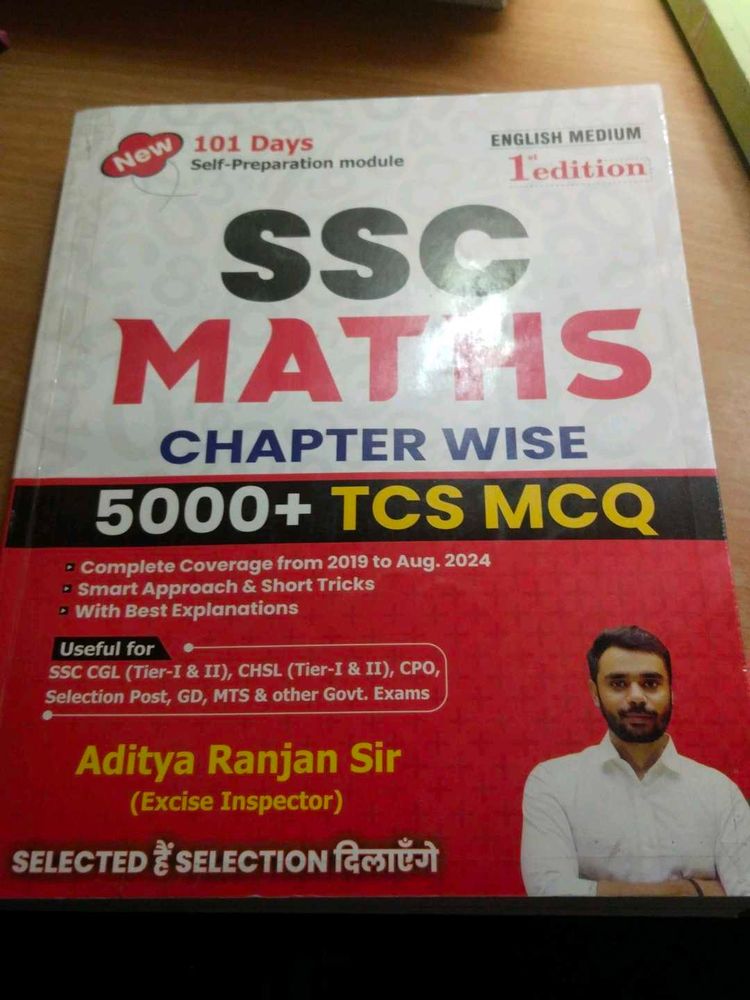 New
101 Days
Self-Preparation module
ENGLISH MEDIUM
1st edition
SSC
MATHS
CHAPTER WISE
5000+ TCS MCQ
Complete Coverage from 2019 to Aug. 2024
Smart Approach & Short Tricks
With Best Explanations
Useful for
SSC CGL (Tier-I & II), CHSL (Tier-I & II), CPO,
Selection Post, GD, MTS & other Govt. Exams
Aditya Ranjan Sir
(Excise Inspector)
SELECTED हैं SELECTION दिलाएँगे